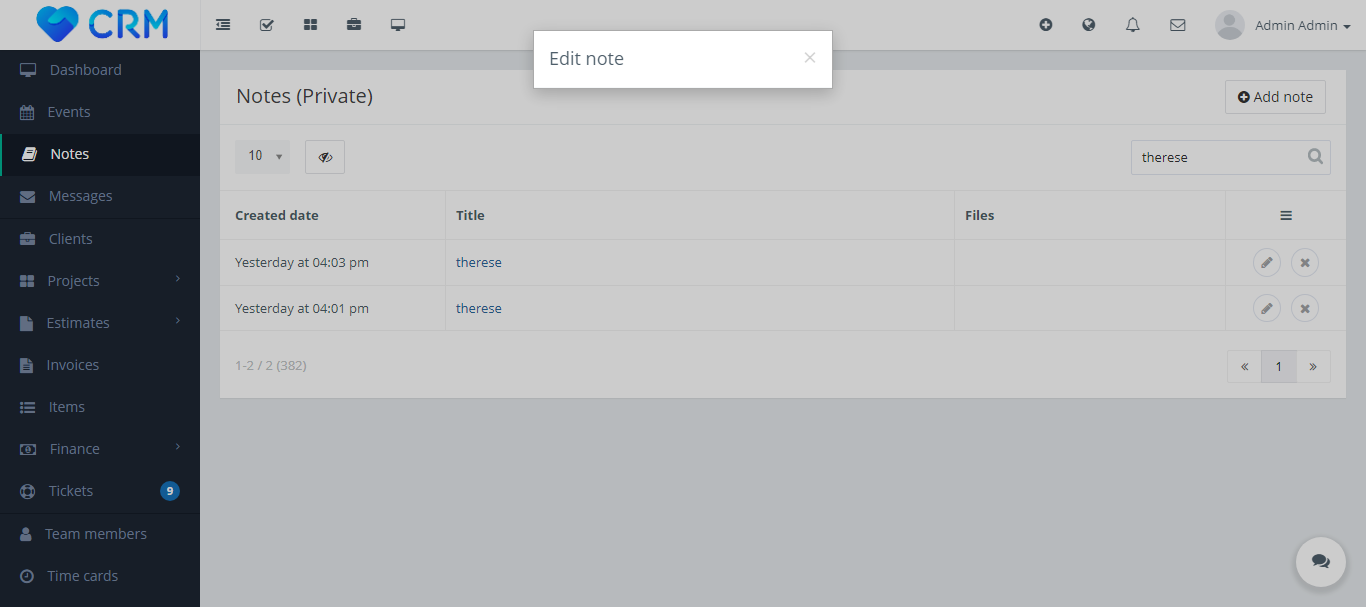 CRM
Admin Admin
Edit note ×
Dashboard
Events
Notes
Messages
Clients
Projects
Estimates
Invoices
Items
Finance
Tickets 9
Team members
Time cards
Notes (Private)
Add note
10
therese
Created date Title Files
Yesterday at 04:03 pm therese
Yesterday at 04:01 pm therese
1-2 / 2 (382)
« 1 »